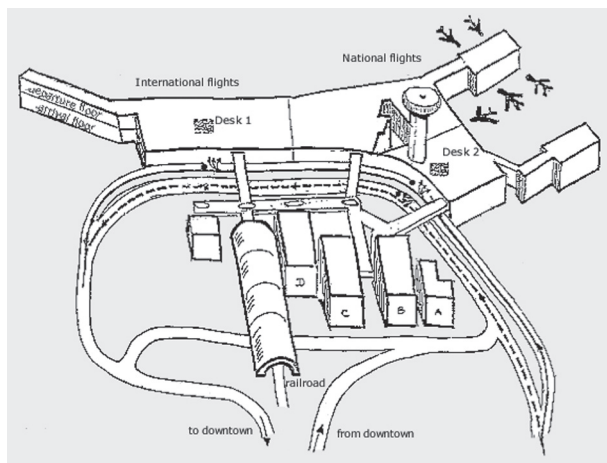 National flights
International flights
departure floor
arrival floor
Desk 1
Desk 2
D
C
B
A
railroad
to downtown
from downtown